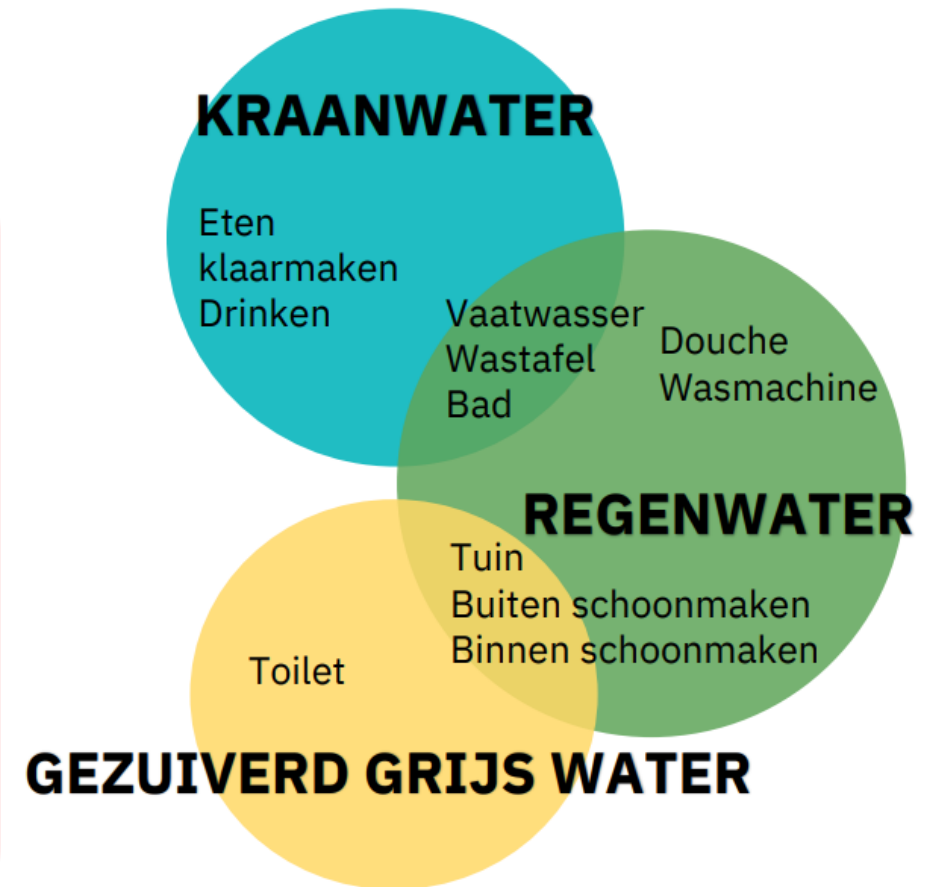 KRAANWATER
Eten
klaarmaken
Drinken
Vaatwasser
Wastafel
Bad
Douche
Wasmachine
REGENWATER
Tuin
Buiten schoonmaken
Binnen schoonmaken
Toilet
GEZUIVERD GRIJS WATER